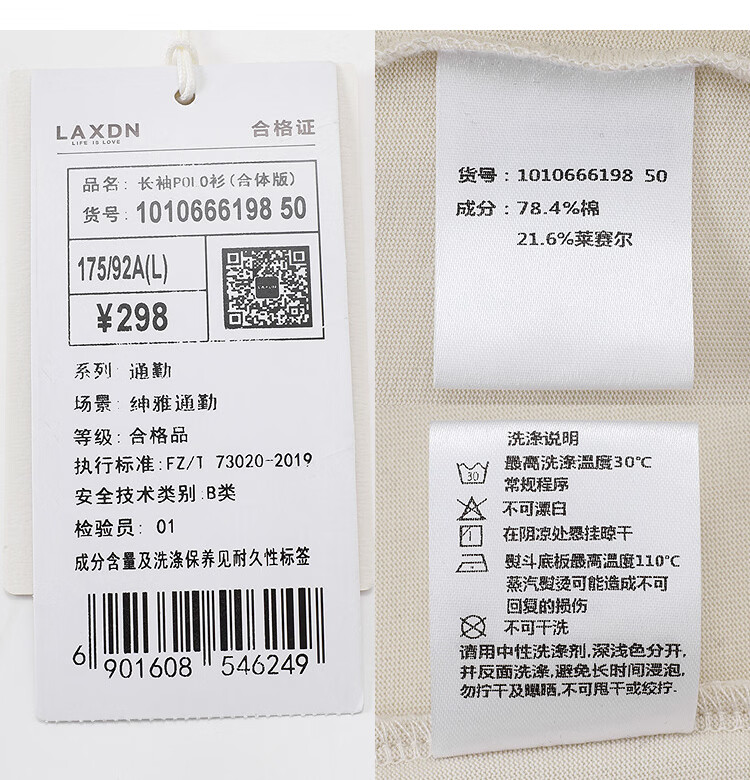 LAXDN
LIFE IS LOVE
合格证
品名: 长袖POLO衫(合体版)
货号: 1010666198 50
175/92A(L)
¥298
LAXDN
系列: 通勤
场景: 绅雅通勤
等级: 合格品
执行标准:FZ/T 73020-2019
安全技术类别:B类
检验员: 01
成分含量及洗涤保养见耐久性标签
6 901608 546249
货号：1010666198 50
成分：78.4%棉
21.6%莱赛尔
洗涤说明
30
最高洗涤温度30℃
常规程序
不可漂白
在阴凉处悬挂晾干
熨斗底板最高温度110℃
蒸汽熨烫可能造成不可
回复的损伤
不可干洗
请用中性洗涤剂,深浅色分开,
并反面洗涤,避免长时间浸泡,
勿拧干及曝晒,不可甩干或绞拧.